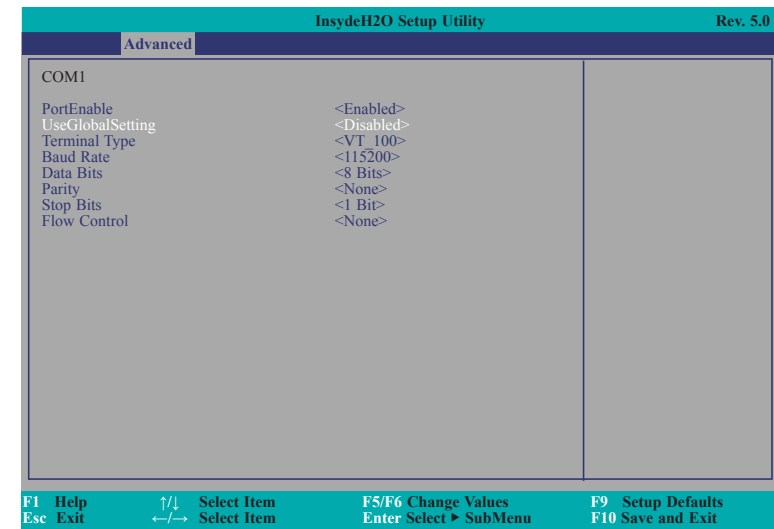 InsydeH2O Setup Utility Rev. 5.0
Advanced
COM1
PortEnable <Enabled>
UseGlobalSetting <Disabled>
Terminal Type <VT_100>
Baud Rate <115200>
Data Bits <8 Bits>
Parity <None>
Stop Bits <1 Bit>
Flow Control <None>
F1 Help ↑/↓ Select Item F5/F6 Change Values F9 Setup Defaults
Esc Exit ←/→ Select Item Enter Select ► SubMenu F10 Save and Exit